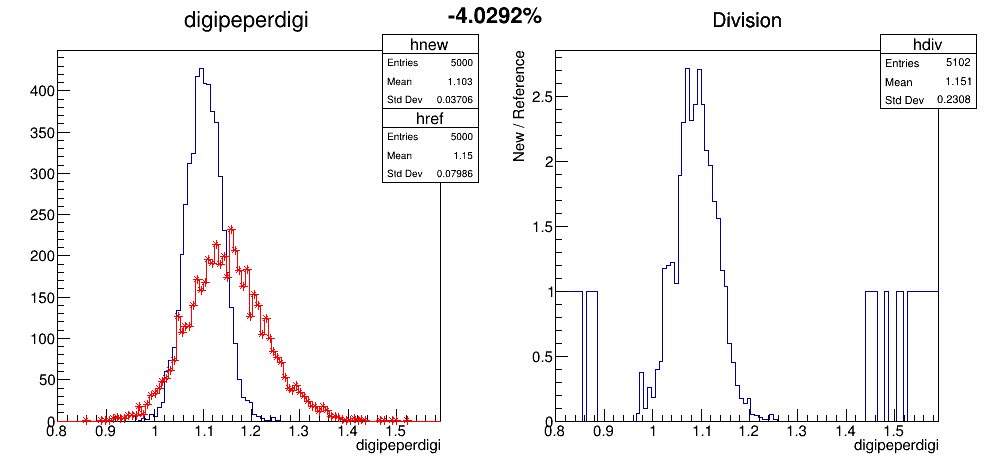 digipeperdigi
-4.0292%
Division
hnew
Entries 5000
Mean 1.103
Std Dev 0.03706
href
Entries 5000
Mean 1.15
Std Dev 0.07986
400
350
300
250
200
150
100
50
0
0.8 0.9 1 1.1 1.2 1.3 1.4 1.5
digipeperdigi
hdiv
Entries 5102
Mean 1.151
Std Dev 0.2308
New / Reference
2.5
2
1.5
1
0.5
0
0.8 0.9 1 1.1 1.2 1.3 1.4 1.5
digipeperdigi